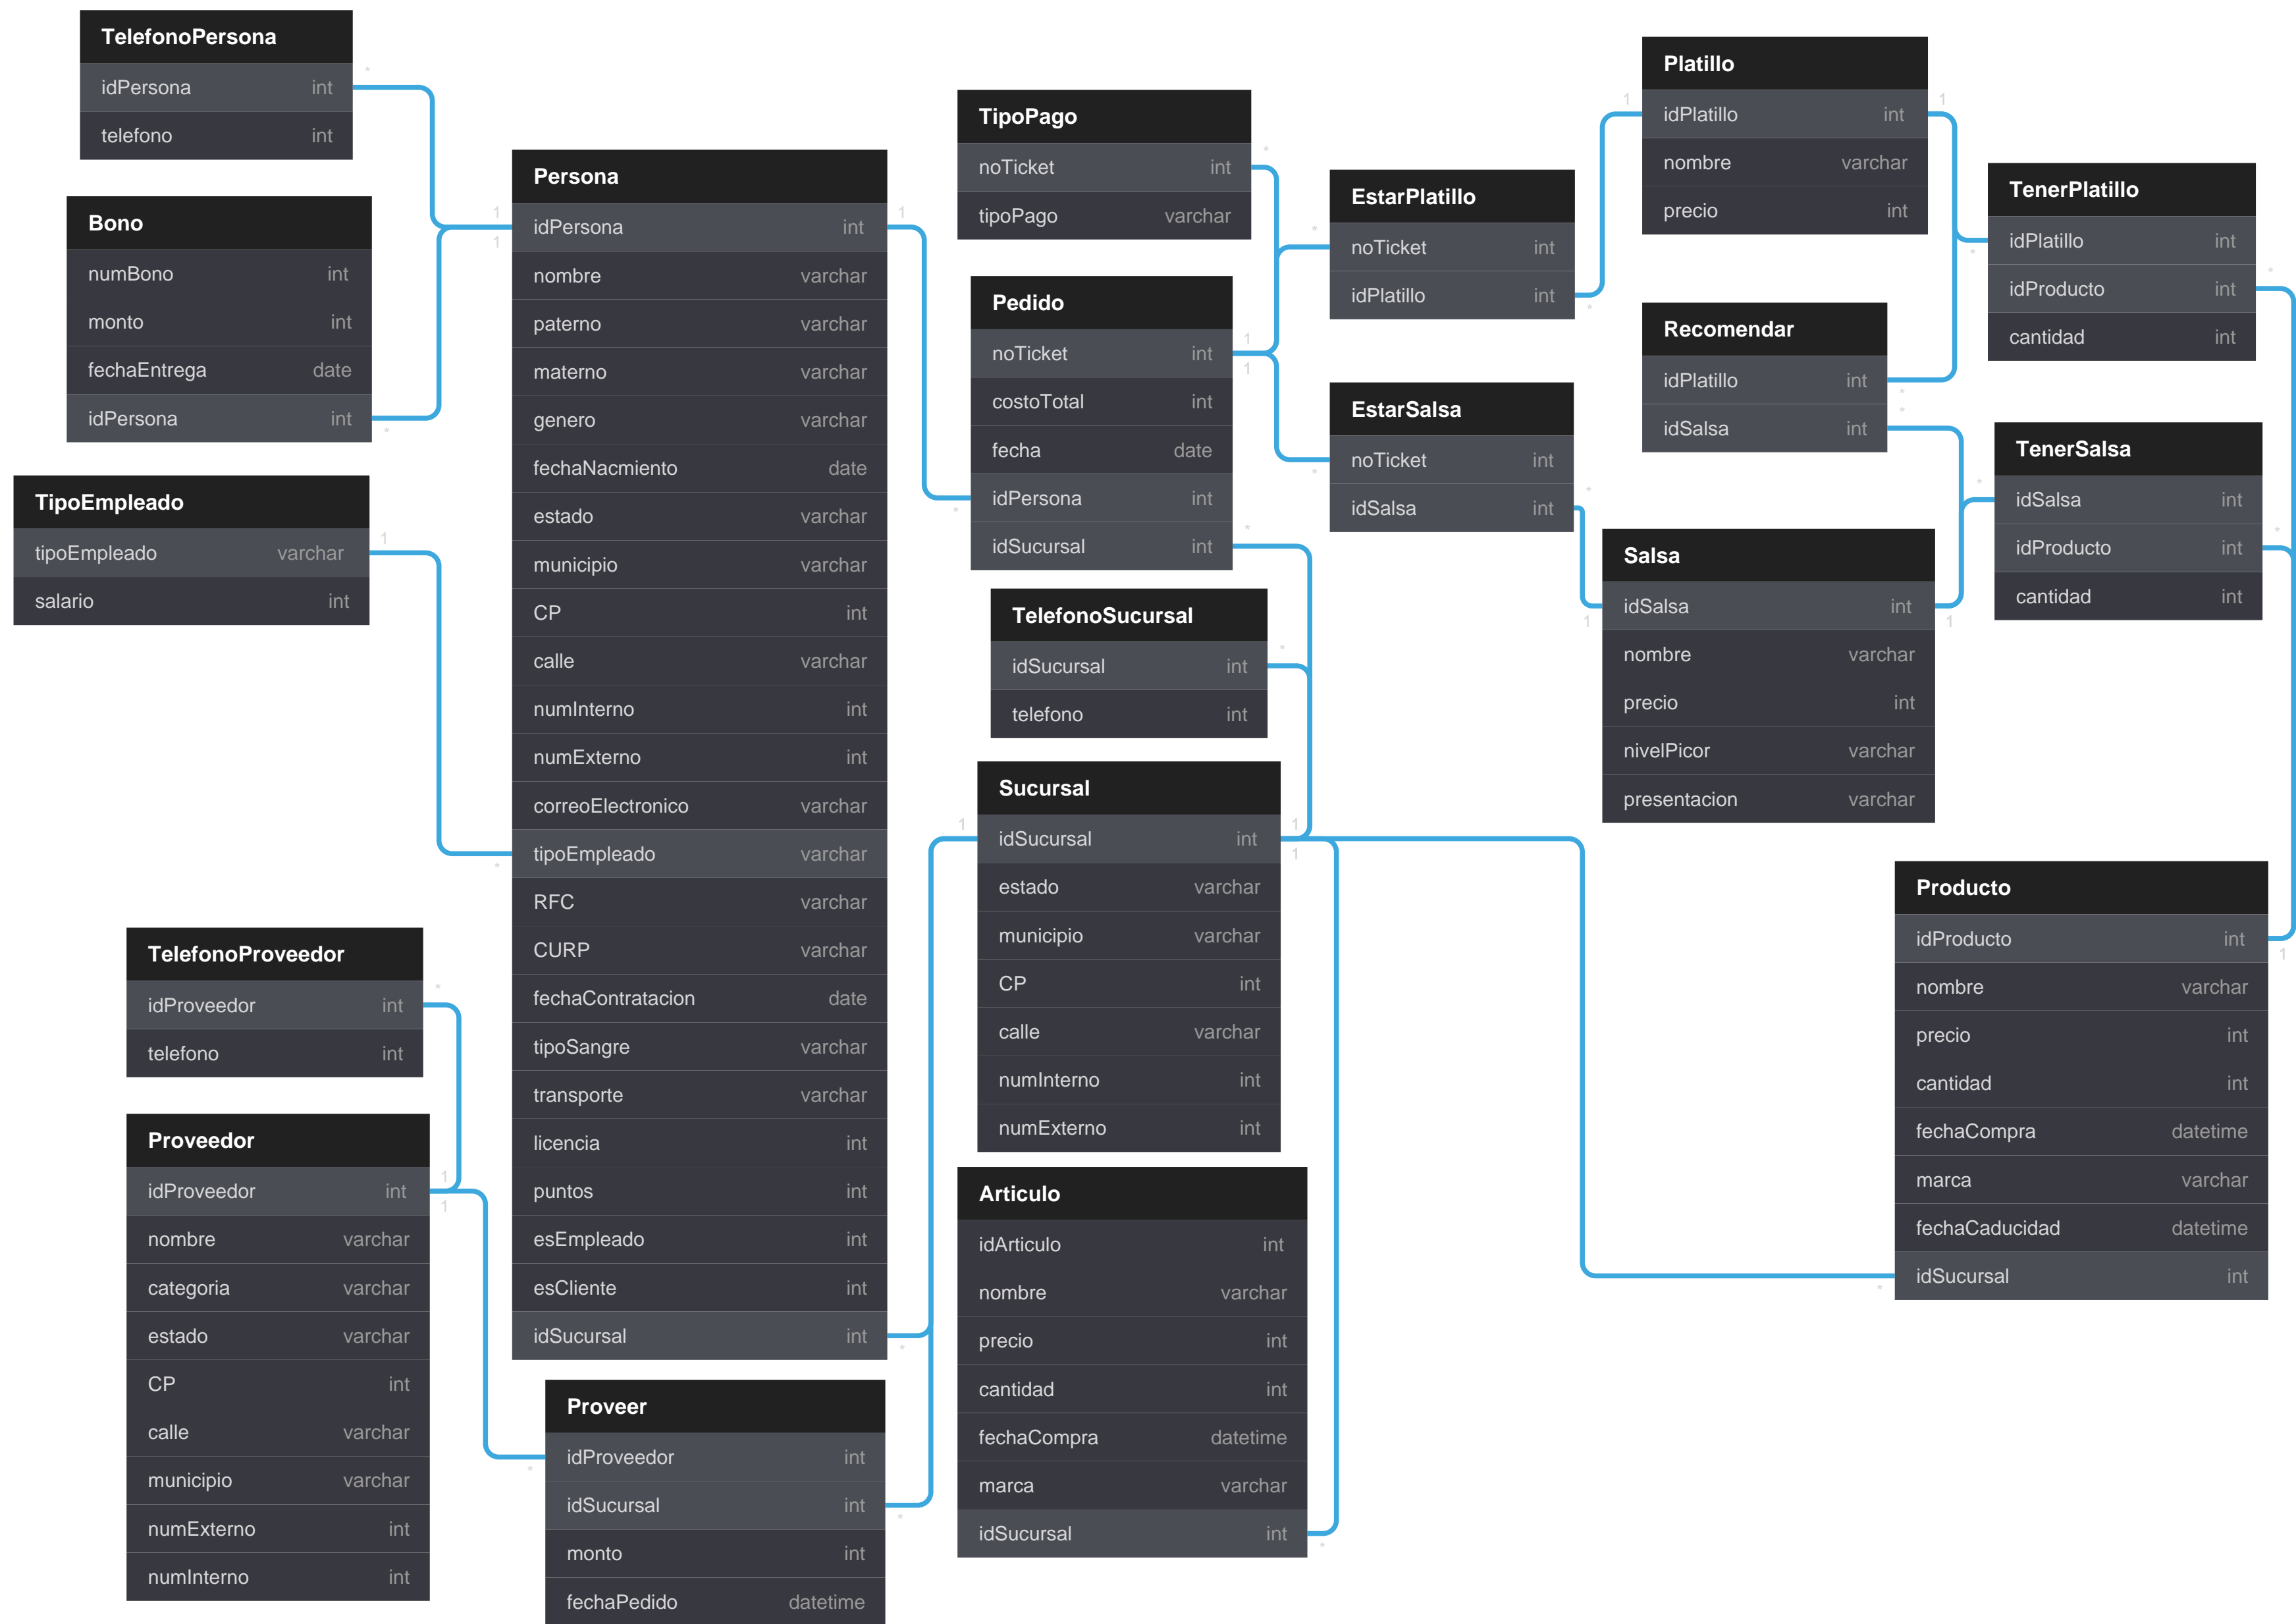 TelefonoPersona
idPersona int
telefono int
Bono
numBono int
monto int
fechaEntrega date
idPersona int
TipoEmpleado
tipoEmpleado varchar
salario int
TelefonoProveedor
idProveedor int
telefono int
Proveedor
idProveedor int
nombre varchar
categoria varchar
estado varchar
CP int
calle varchar
municipio varchar
numExterno int
numInterno int
Persona
idPersona int
nombre varchar
paterno varchar
materno varchar
genero varchar
fechaNacmiento date
estado varchar
municipio varchar
CP int
calle varchar
numInterno int
numExterno int
correoElectronico varchar
tipoEmpleado varchar
RFC varchar
CURP varchar
fechaContratacion date
tipoSangre varchar
transporte varchar
licencia int
puntos int
esEmpleado int
esCliente int
idSucursal int
Proveer
idProveedor int
idSucursal int
monto int
fechaPedido datetime
TipoPago
noTicket int
tipoPago varchar
Pedido
noTicket int
costoTotal int
fecha date
idPersona int
idSucursal int
TelefonoSucursal
idSucursal int
telefono int
Sucursal
idSucursal int
estado varchar
municipio varchar
CP int
calle varchar
numInterno int
numExterno int
Articulo
idArticulo int
nombre varchar
precio int
cantidad int
fechaCompra datetime
marca varchar
idSucursal int
EstarPlatillo
noTicket int
idPlatillo int
EstarSalsa
noTicket int
idSalsa int
Platillo
idPlatillo int
nombre varchar
precio int
Recomendar
idPlatillo int
idSalsa int
Salsa
idSalsa int
nombre varchar
precio int
nivelPicor varchar
presentacion varchar
TenerPlatillo
idPlatillo int
idProducto int
cantidad int
TenerSalsa
idSalsa int
idProducto int
cantidad int
Producto
idProducto int
nombre varchar
precio int
cantidad int
fechaCompra datetime
marca varchar
fechaCaducidad datetime
idSucursal int